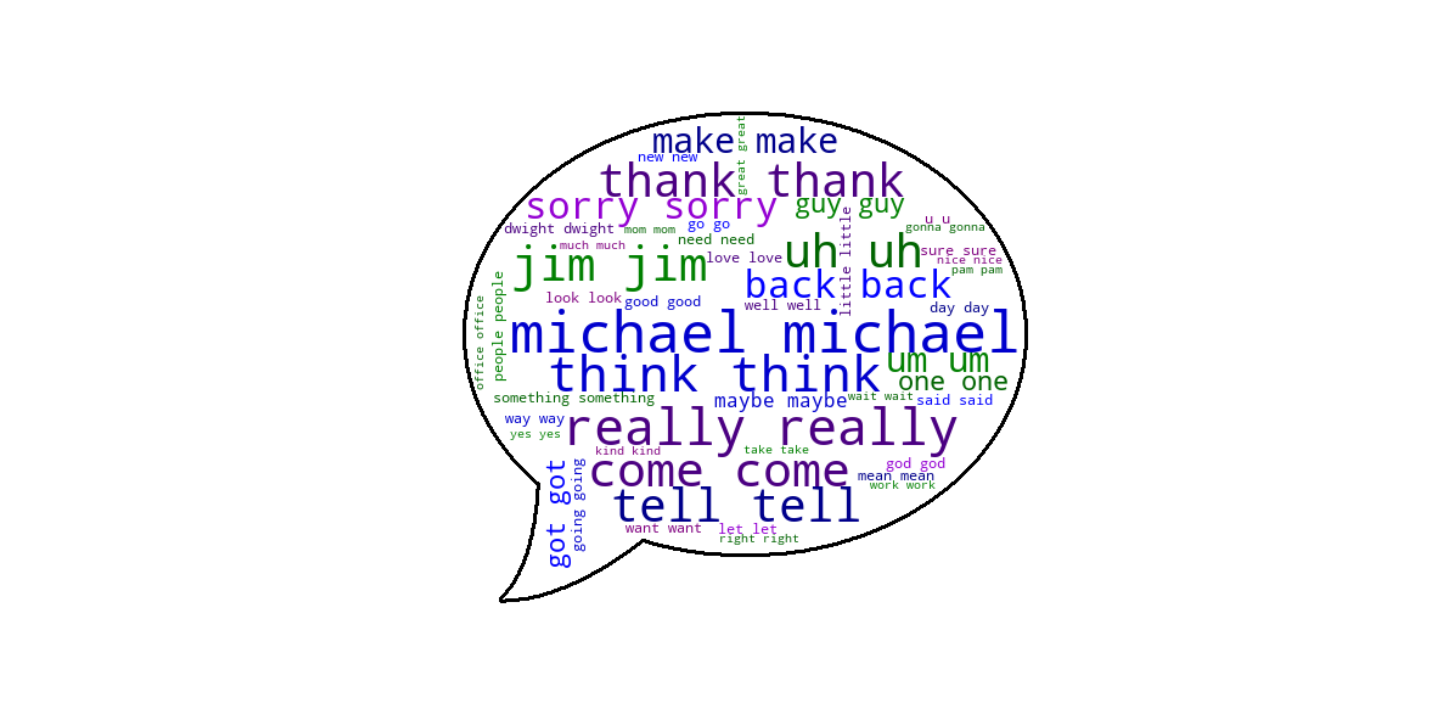 make make
great great
new new
thank thank
sorry sorry
guy guy
u u
dwight dwight
mom mom
go go
gonna gonna
little little
need need
uh uh
much much
jim jim
love love
sure sure
nice nice
pam pam
back back
people people
office office
look look
good good
well well
day day
michael michael
think think
um um
one one
something something
maybe maybe
wait wait
said said
way way
really really
yes yes
kind kind
take take
come come
god god
mean mean
work work
got got
going going
tell tell
want want
let let
right right